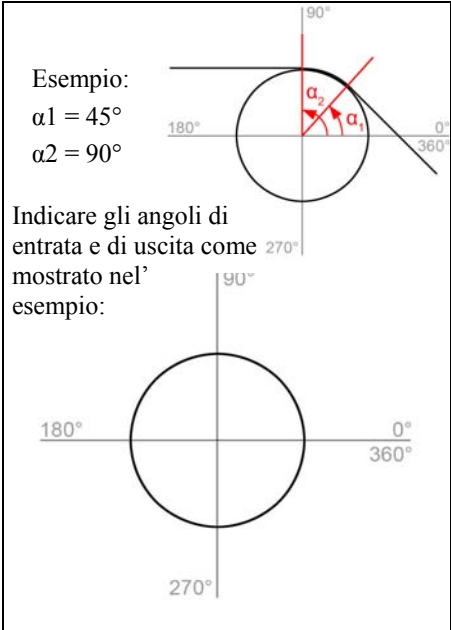 90°
Esempio:
α1 = 45°
α2 = 90°
α2
α1
180°
0°
360°
270°
Indicare gli angoli di
entrata e di uscita come
mostrato nel’
esempio:
90°
180°
0°
360°
270°